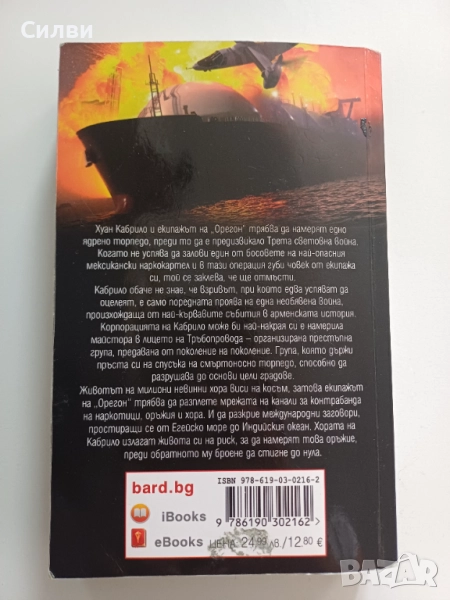 Силви
Хуан Кабрило и екипажът на „Орегон" трябва да намерят едно
ядрено торпедо, преди то да е предизвикало Трета световна война.
Когато не успява да залови един от босовете на най-опасния
мексикански наркокартел и в тази операция губи човек от екипажа
си, той се заклева, че ще отмъсти.
Кабрило обаче не знае, че взривът, при който едва успяват да
оцелеят, е само поредната проява на една необявена война,
произхождаща от най-кървавите събития в арменската история.
Корпорацията на Кабрило може би най-накрая си е намерила
майстора в лицето на Тръбопровода – организирана престъпна
група, предавана от поколение на поколение. Група, която държи
пръста си на спусъка на смъртоносно торпедо, способно да
разрушава до основи цели градове.
Животът на милиони невинни хора виси на косъм, затова екипажът
на „Орегон" трябва да разплете мрежата на канали за контрабанда
на наркотици, оръжия и хора. И да разкрие международни заговори,
простиращи се от Егейско море до Индийския океан. Хората на
Кабрило излагат живота си на риск, за да намерят това оръжие,
преди обратното му броене да стигне до нула.
bard.bg
iBooks
eBooks
ISBN 978-619-03-0216-2
9 786190 302162 >
ЦЕНА 24,99 лв./12,80 €
BAZAR